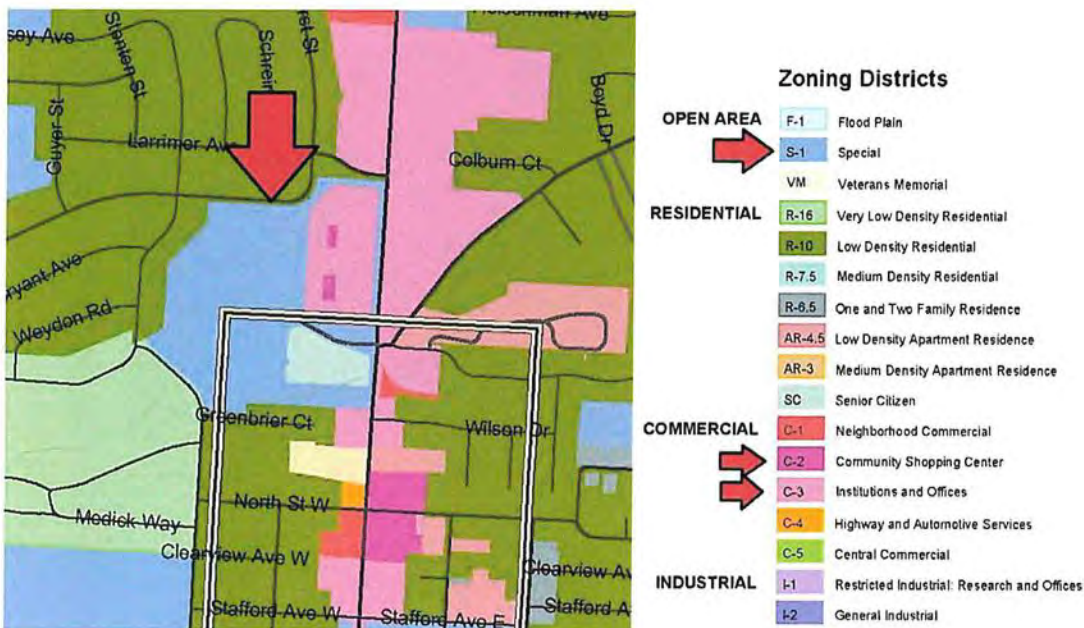 sey Ave
Stanton St
Guyer St
Larrimer Ave
Colburn Ct
Boyd Dr
ryant Ave
Weydon Rd
Greenbrier Ct
Wilson Dr
North St W
Medick Way
Clearview Ave W
Clearview Av
Stafford Ave W
Stafford Ave E
Stafford A
Zoning Districts
OPEN AREA
F-1 Flood Plain
S-1 Special
VM Veterans Memorial
RESIDENTIAL
R-16 Very Low Density Residential
R-10 Low Density Residential
R-7.5 Medium Density Residential
R-6.5 One and Two Family Residence
AR-4.5 Low Density Apartment Residence
AR-3 Medium Density Apartment Residence
SC Senior Citizen
COMMERCIAL
C-1 Neighborhood Commercial
C-2 Community Shopping Center
C-3 Institutions and Offices
C-4 Highway and Automotive Services
C-5 Central Commercial
INDUSTRIAL
I-1 Restricted Industrial: Research and Offices
I-2 General Industrial